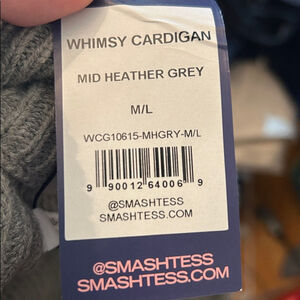 WHIMSY CARDIGAN
MID HEATHER GREY
M/L
WCG10615-MHGRY-M/L
9 90012 64006 9
@SMASHTESS
SMASHTESS.COM
@SMASHTESS
SMASHTESS.COM